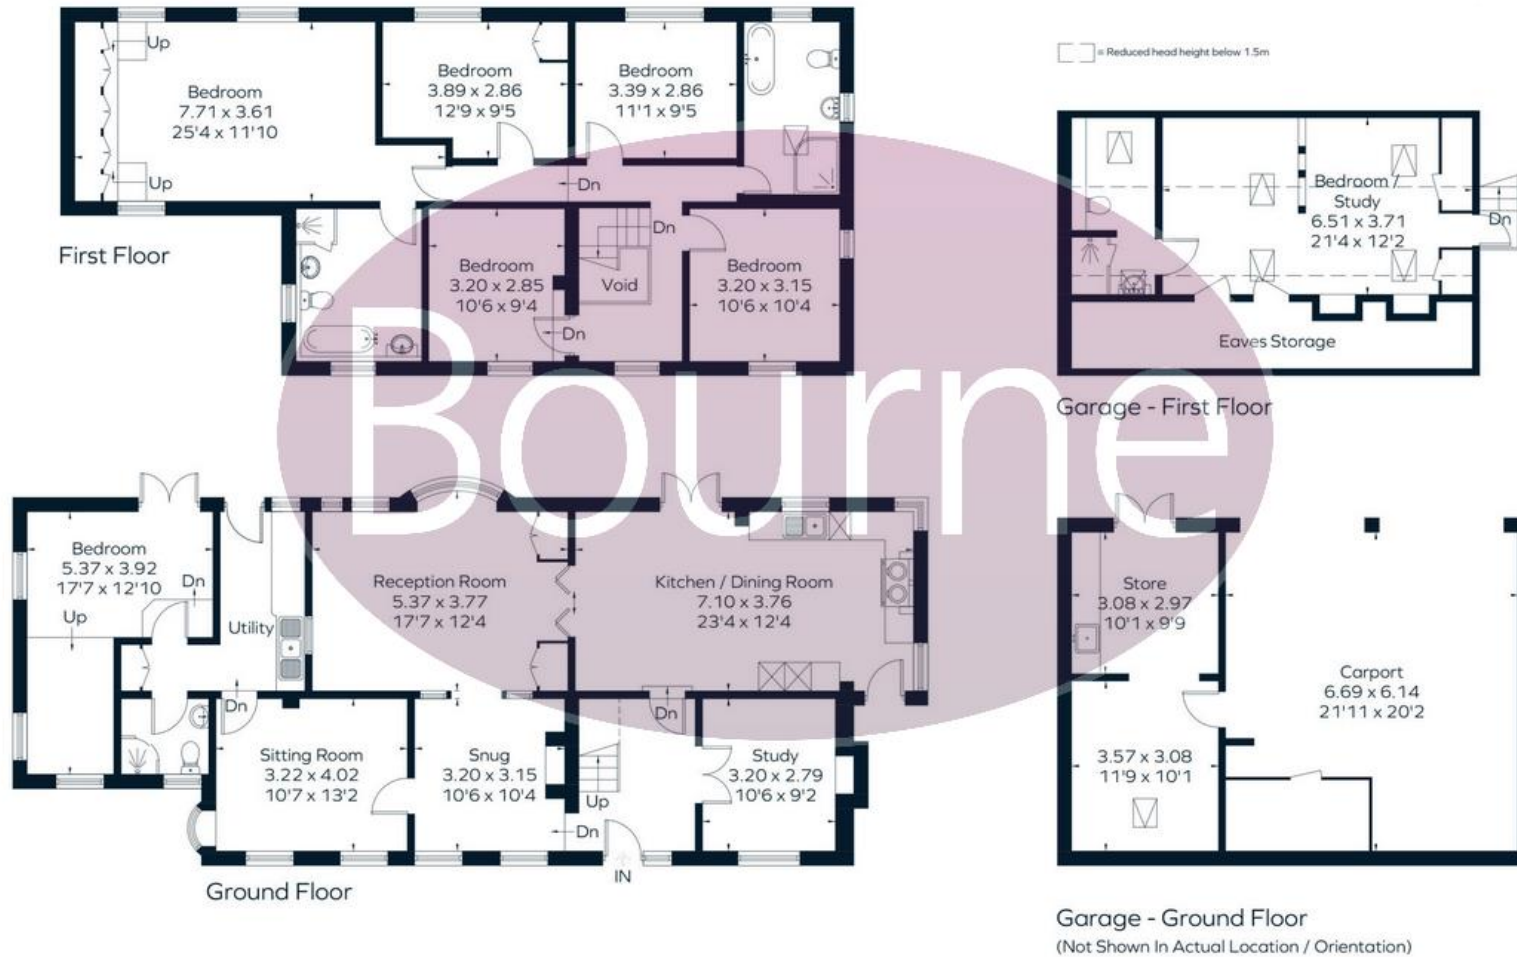 Up
Bedroom
7.71 x 3.61
25'4 x 11'10
Up
Bedroom
3.89 x 2.86
12'9 x 9'5
Bedroom
3.39 x 2.86
11'1 x 9'5
Dn
First Floor
Bedroom
3.20 x 2.85
10'6 x 9'4
Dn
Void
Dn
Bedroom
3.20 x 3.15
10'6 x 10'4
= Reduced head height below 1.5m
Bedroom /
Study
6.51 x 3.71
21'4 x 12'2
Dn
Eaves Storage
Garage - First Floor
Bourne
Bedroom
5.37 x 3.92
17'7 x 12'10
Dn
Up
Utility
Reception Room
5.37 x 3.77
17'7 x 12'4
Kitchen / Dining Room
7.10 x 3.76
23'4 x 12'4
Dn
Sitting Room
3.22 x 4.02
10'7 x 13'2
Snug
3.20 x 3.15
10'6 x 10'4
Dn
Up
Dn
Study
3.20 x 2.79
10'6 x 9'2
IN
Ground Floor
Store
3.08 x 2.97
10'1 x 9'9
Carport
6.69 x 6.14
21'11 x 20'2
3.57 x 3.08
11'9 x 10'1
Garage - Ground Floor
(Not Shown In Actual Location / Orientation)